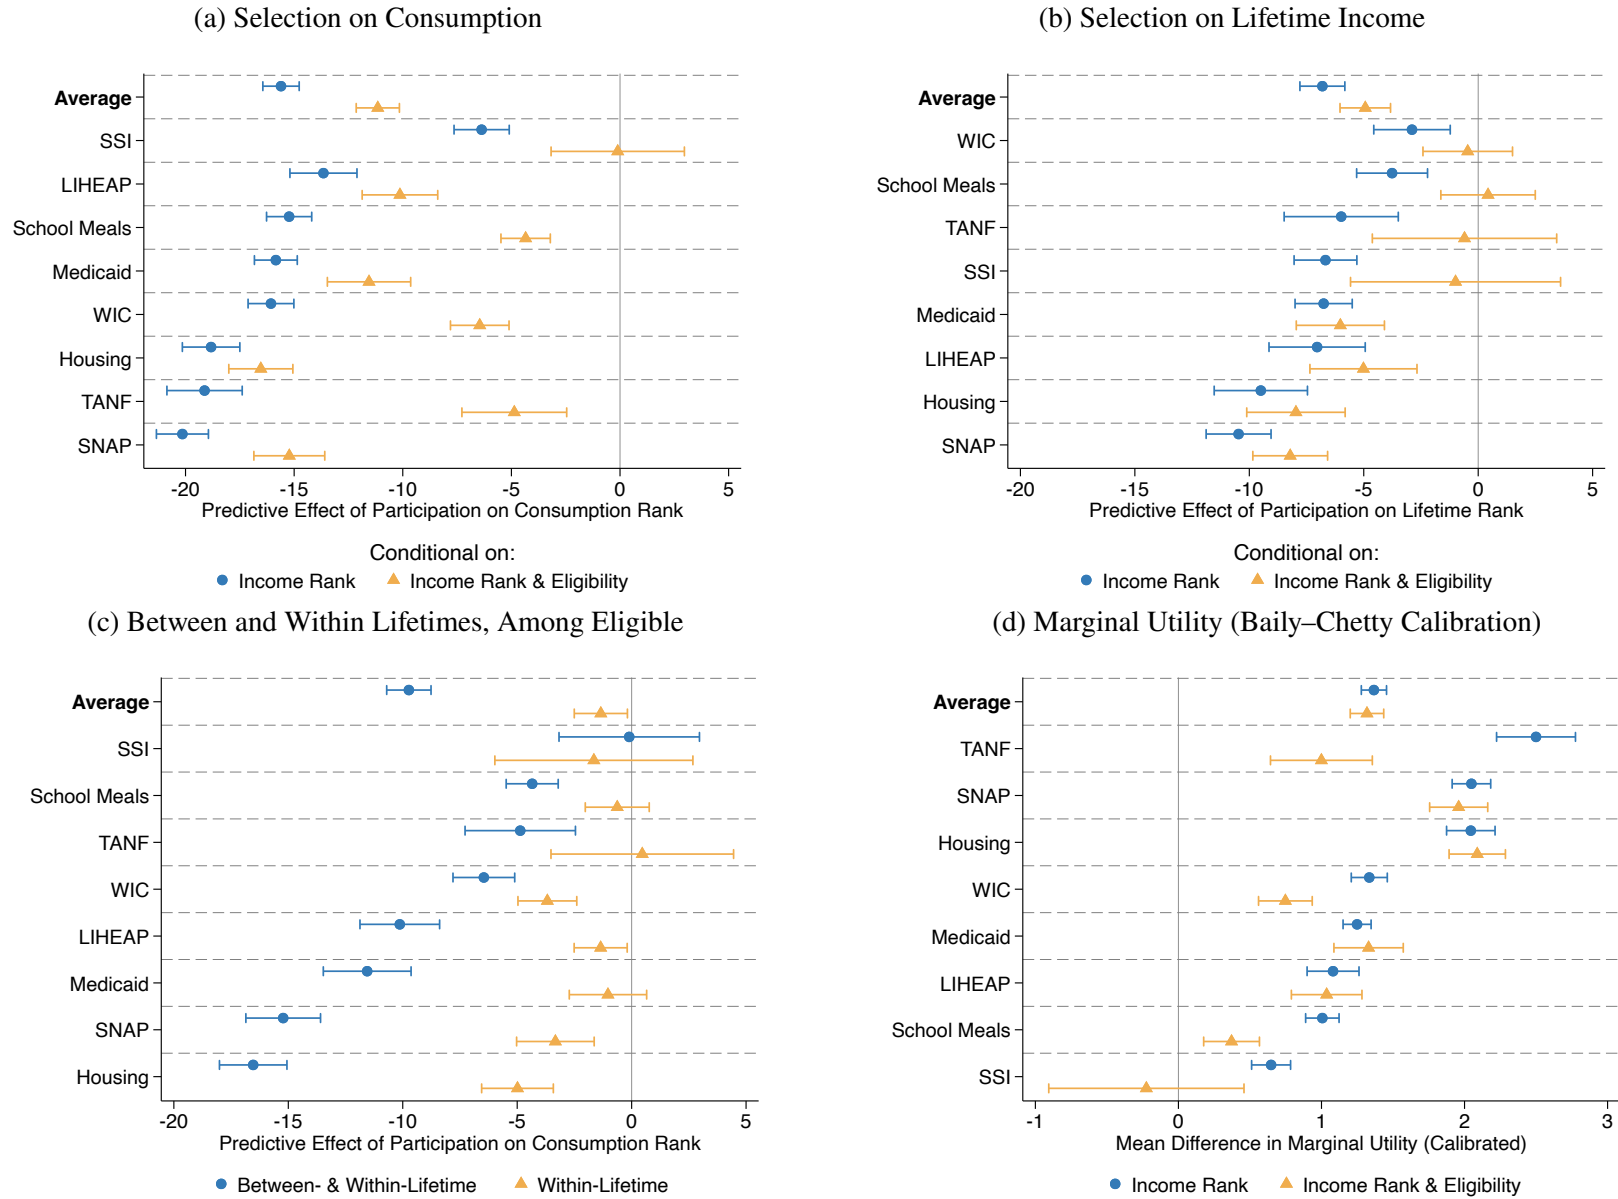 (a) Selection on Consumption
Average
SSI
LIHEAP
School Meals
Medicaid
WIC
Housing
TANF
SNAP
-20 -15 -10 -5 0 5
Predictive Effect of Participation on Consumption Rank
Conditional on:
Income Rank Income Rank & Eligibility
(b) Selection on Lifetime Income
Average
WIC
School Meals
TANF
SSI
Medicaid
LIHEAP
Housing
SNAP
-20 -15 -10 -5 0 5
Predictive Effect of Participation on Lifetime Rank
Conditional on:
Income Rank Income Rank & Eligibility
(c) Between and Within Lifetimes, Among Eligible
Average
SSI
School Meals
TANF
WIC
LIHEAP
Medicaid
SNAP
Housing
-20 -15 -10 -5 0 5
Predictive Effect of Participation on Consumption Rank
Between- & Within-Lifetime Within-Lifetime
(d) Marginal Utility (Baily–Chetty Calibration)
Average
TANF
SNAP
Housing
WIC
Medicaid
LIHEAP
School Meals
SSI
-1 0 1 2 3
Mean Difference in Marginal Utility (Calibrated)
Income Rank Income Rank & Eligibility